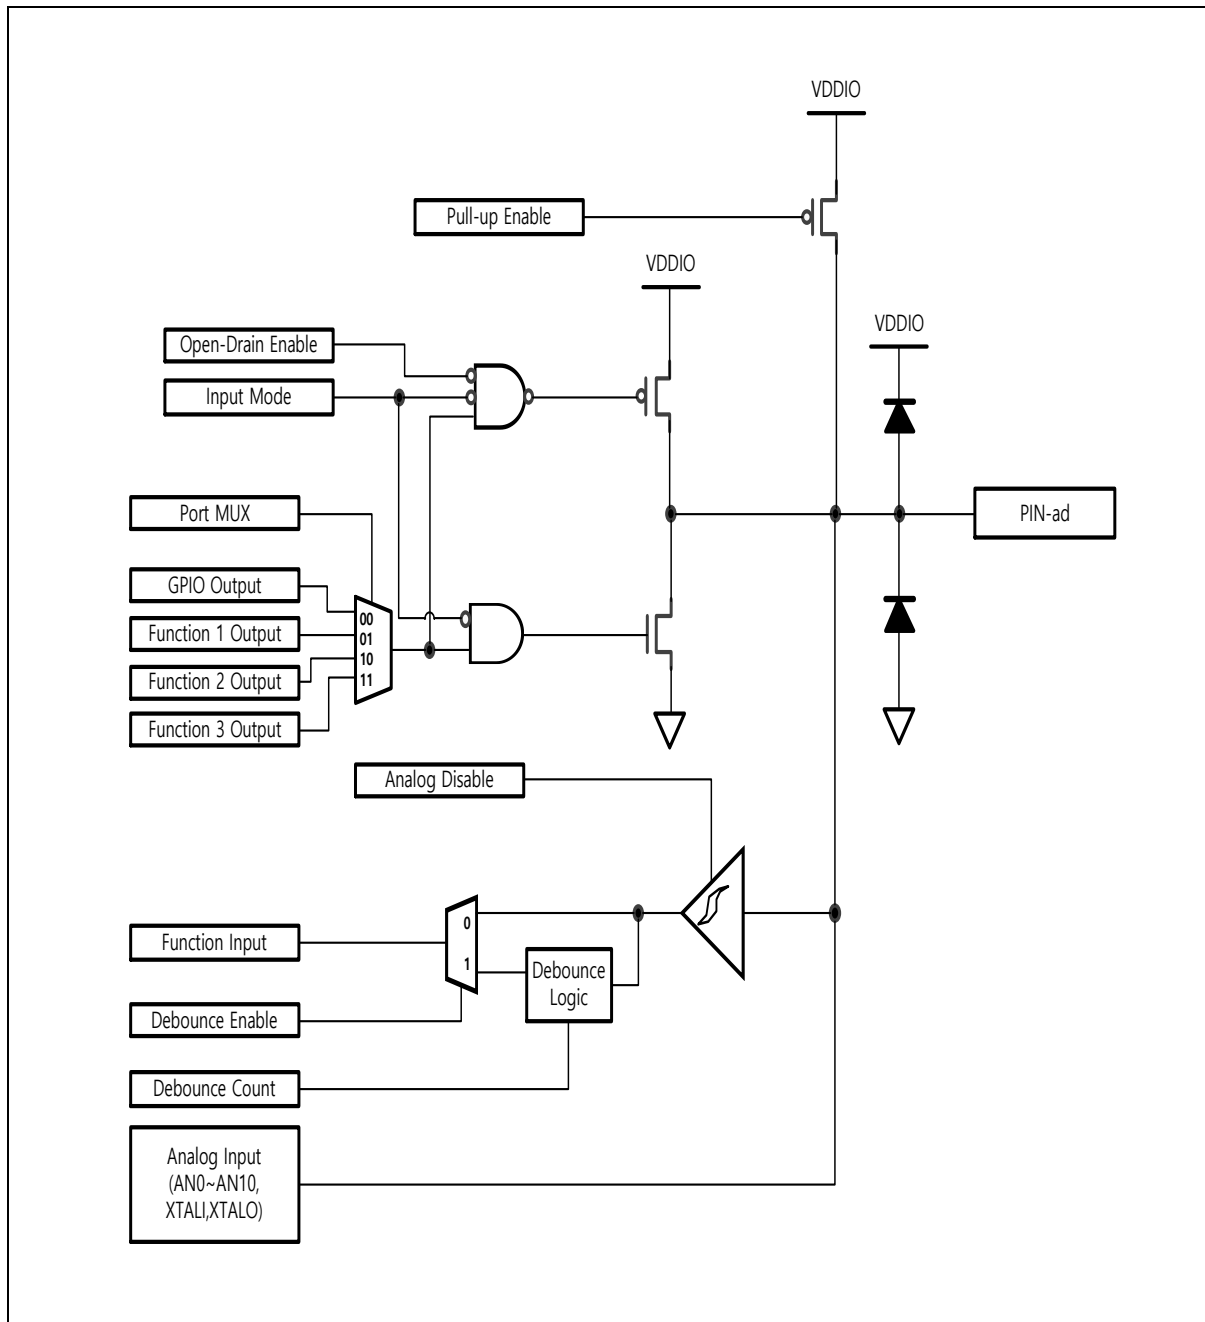 VDDIO
Pull-up Enable
VDDIO
VDDIO
Open-Drain Enable
Input Mode
Port MUX
PIN-ad
GPIO Output
Function 1 Output
Function 2 Output
Function 3 Output
00
01
10
11
Analog Disable
0
1
Function Input
Debounce
Logic
Debounce Enable
Debounce Count
Analog Input
(AN0~AN10,
XTALI,XTALO)